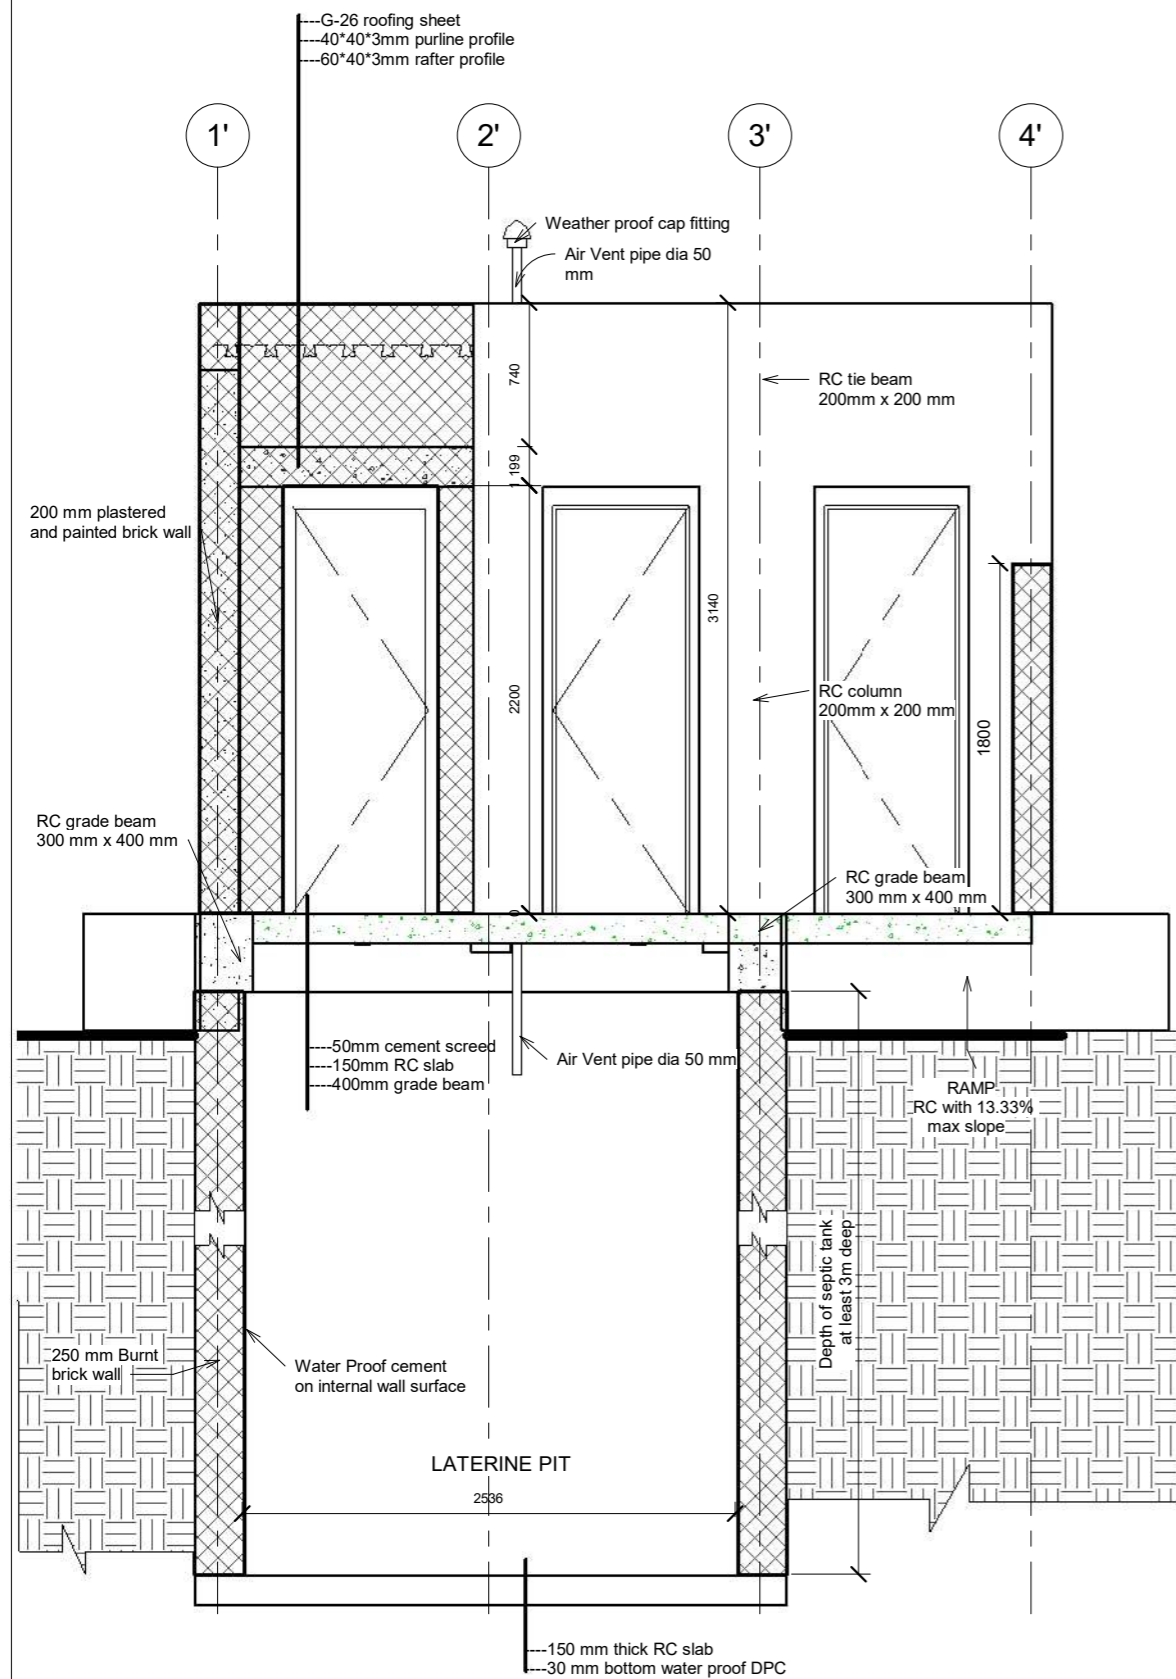 ----G-26 roofing sheet
----40*40*3mm purline profile
----60*40*3mm rafter profile
1'
2'
3'
4'
Weather proof cap fitting
Air Vent pipe dia 50
mm
740
RC tie beam
200mm x 200 mm
1 199
200 mm plastered
and painted brick wall
3140
2200
RC column
200mm x 200 mm
1800
RC grade beam
300 mm x 400 mm
RC grade beam
300 mm x 400 mm
0
----50mm cement screed
----150mm RC slab
----400mm grade beam
Air Vent pipe dia 50 mm
RAMP
RC with 13.33%
max slope
Depth of septic tank
at least 3m deep
250 mm Burnt
brick wall
Water Proof cement
on internal wall surface
LATERINE PIT
2536
----150 mm thick RC slab
----30 mm bottom water proof DPC